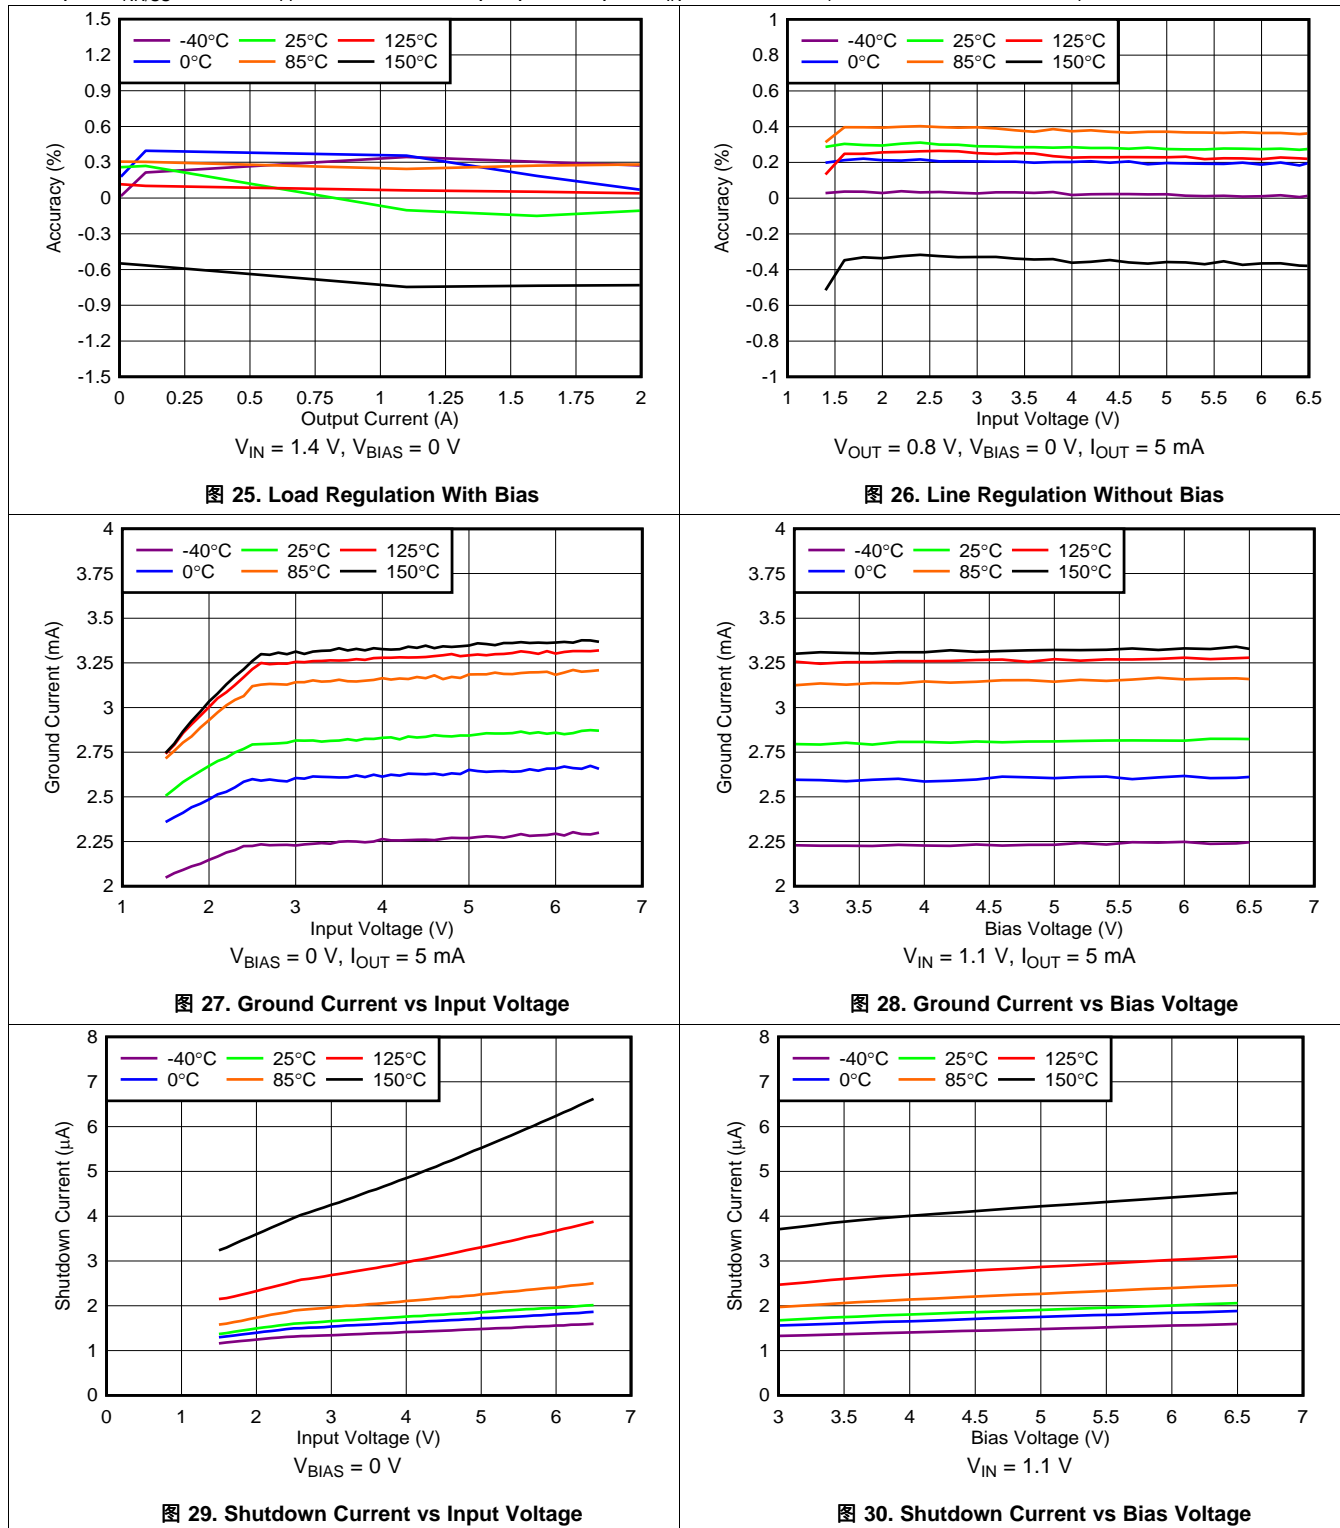 1.5
1.2
0.9
0.6
0.3
0
-0.3
-0.6
-0.9
-1.2
-1.5
-40°C 25°C 125°C
0°C 85°C 150°C
Accuracy (%)
0 0.25 0.5 0.75 1 1.25 1.5 1.75 2
Output Current (A)
V_IN = 1.4 V, V_BIAS = 0 V
图 25. Load Regulation With Bias
1
0.8
0.6
0.4
0.2
0
-0.2
-0.4
-0.6
-0.8
-1
-40°C 25°C 125°C
0°C 85°C 150°C
Accuracy (%)
1 1.5 2 2.5 3 3.5 4 4.5 5 5.5 6 6.5
Input Voltage (V)
V_OUT = 0.8 V, V_BIAS = 0 V, I_OUT = 5 mA
图 26. Line Regulation Without Bias
4
3.75
3.5
3.25
3
2.75
2.5
2.25
2
-40°C 25°C 125°C
0°C 85°C 150°C
Ground Current (mA)
1 2 3 4 5 6 7
Input Voltage (V)
V_BIAS = 0 V, I_OUT = 5 mA
图 27. Ground Current vs Input Voltage
4
3.75
3.5
3.25
3
2.75
2.5
2.25
2
-40°C 25°C 125°C
0°C 85°C 150°C
Ground Current (mA)
3 3.5 4 4.5 5 5.5 6 6.5 7
Bias Voltage (V)
V_IN = 1.1 V, I_OUT = 5 mA
图 28. Ground Current vs Bias Voltage
8
7
6
5
4
3
2
1
0
-40°C 25°C 125°C
0°C 85°C 150°C
Shutdown Current (μA)
0 1 2 3 4 5 6 7
Input Voltage (V)
V_BIAS = 0 V
图 29. Shutdown Current vs Input Voltage
8
7
6
5
4
3
2
1
0
-40°C 25°C 125°C
0°C 85°C 150°C
Shutdown Current (μA)
3 3.5 4 4.5 5 5.5 6 6.5 7
Bias Voltage (V)
V_IN = 1.1 V
图 30. Shutdown Current vs Bias Voltage